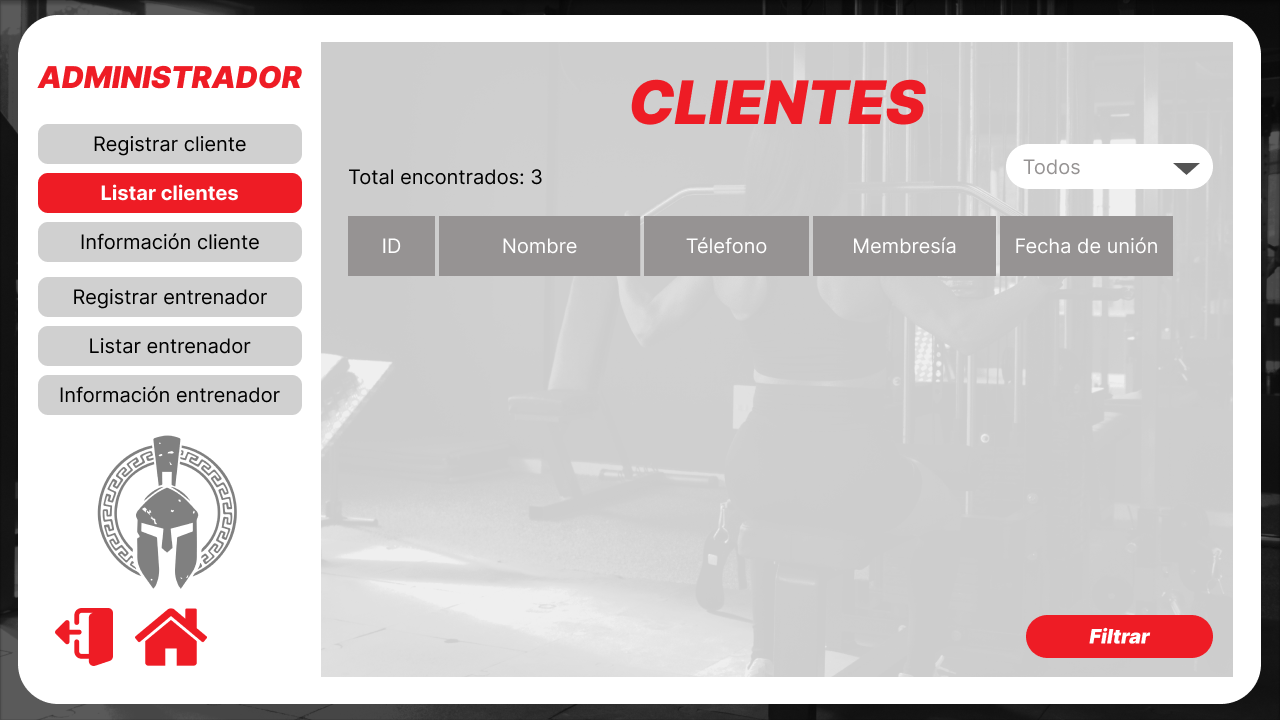 ADMINISTRADOR
Registrar cliente
Listar clientes
Información cliente
Registrar entrenador
Listar entrenador
Información entrenador
CLIENTES
Total encontrados: 3
Todos
ID
Nombre
Télefono
Membresía
Fecha de unión
Filtrar